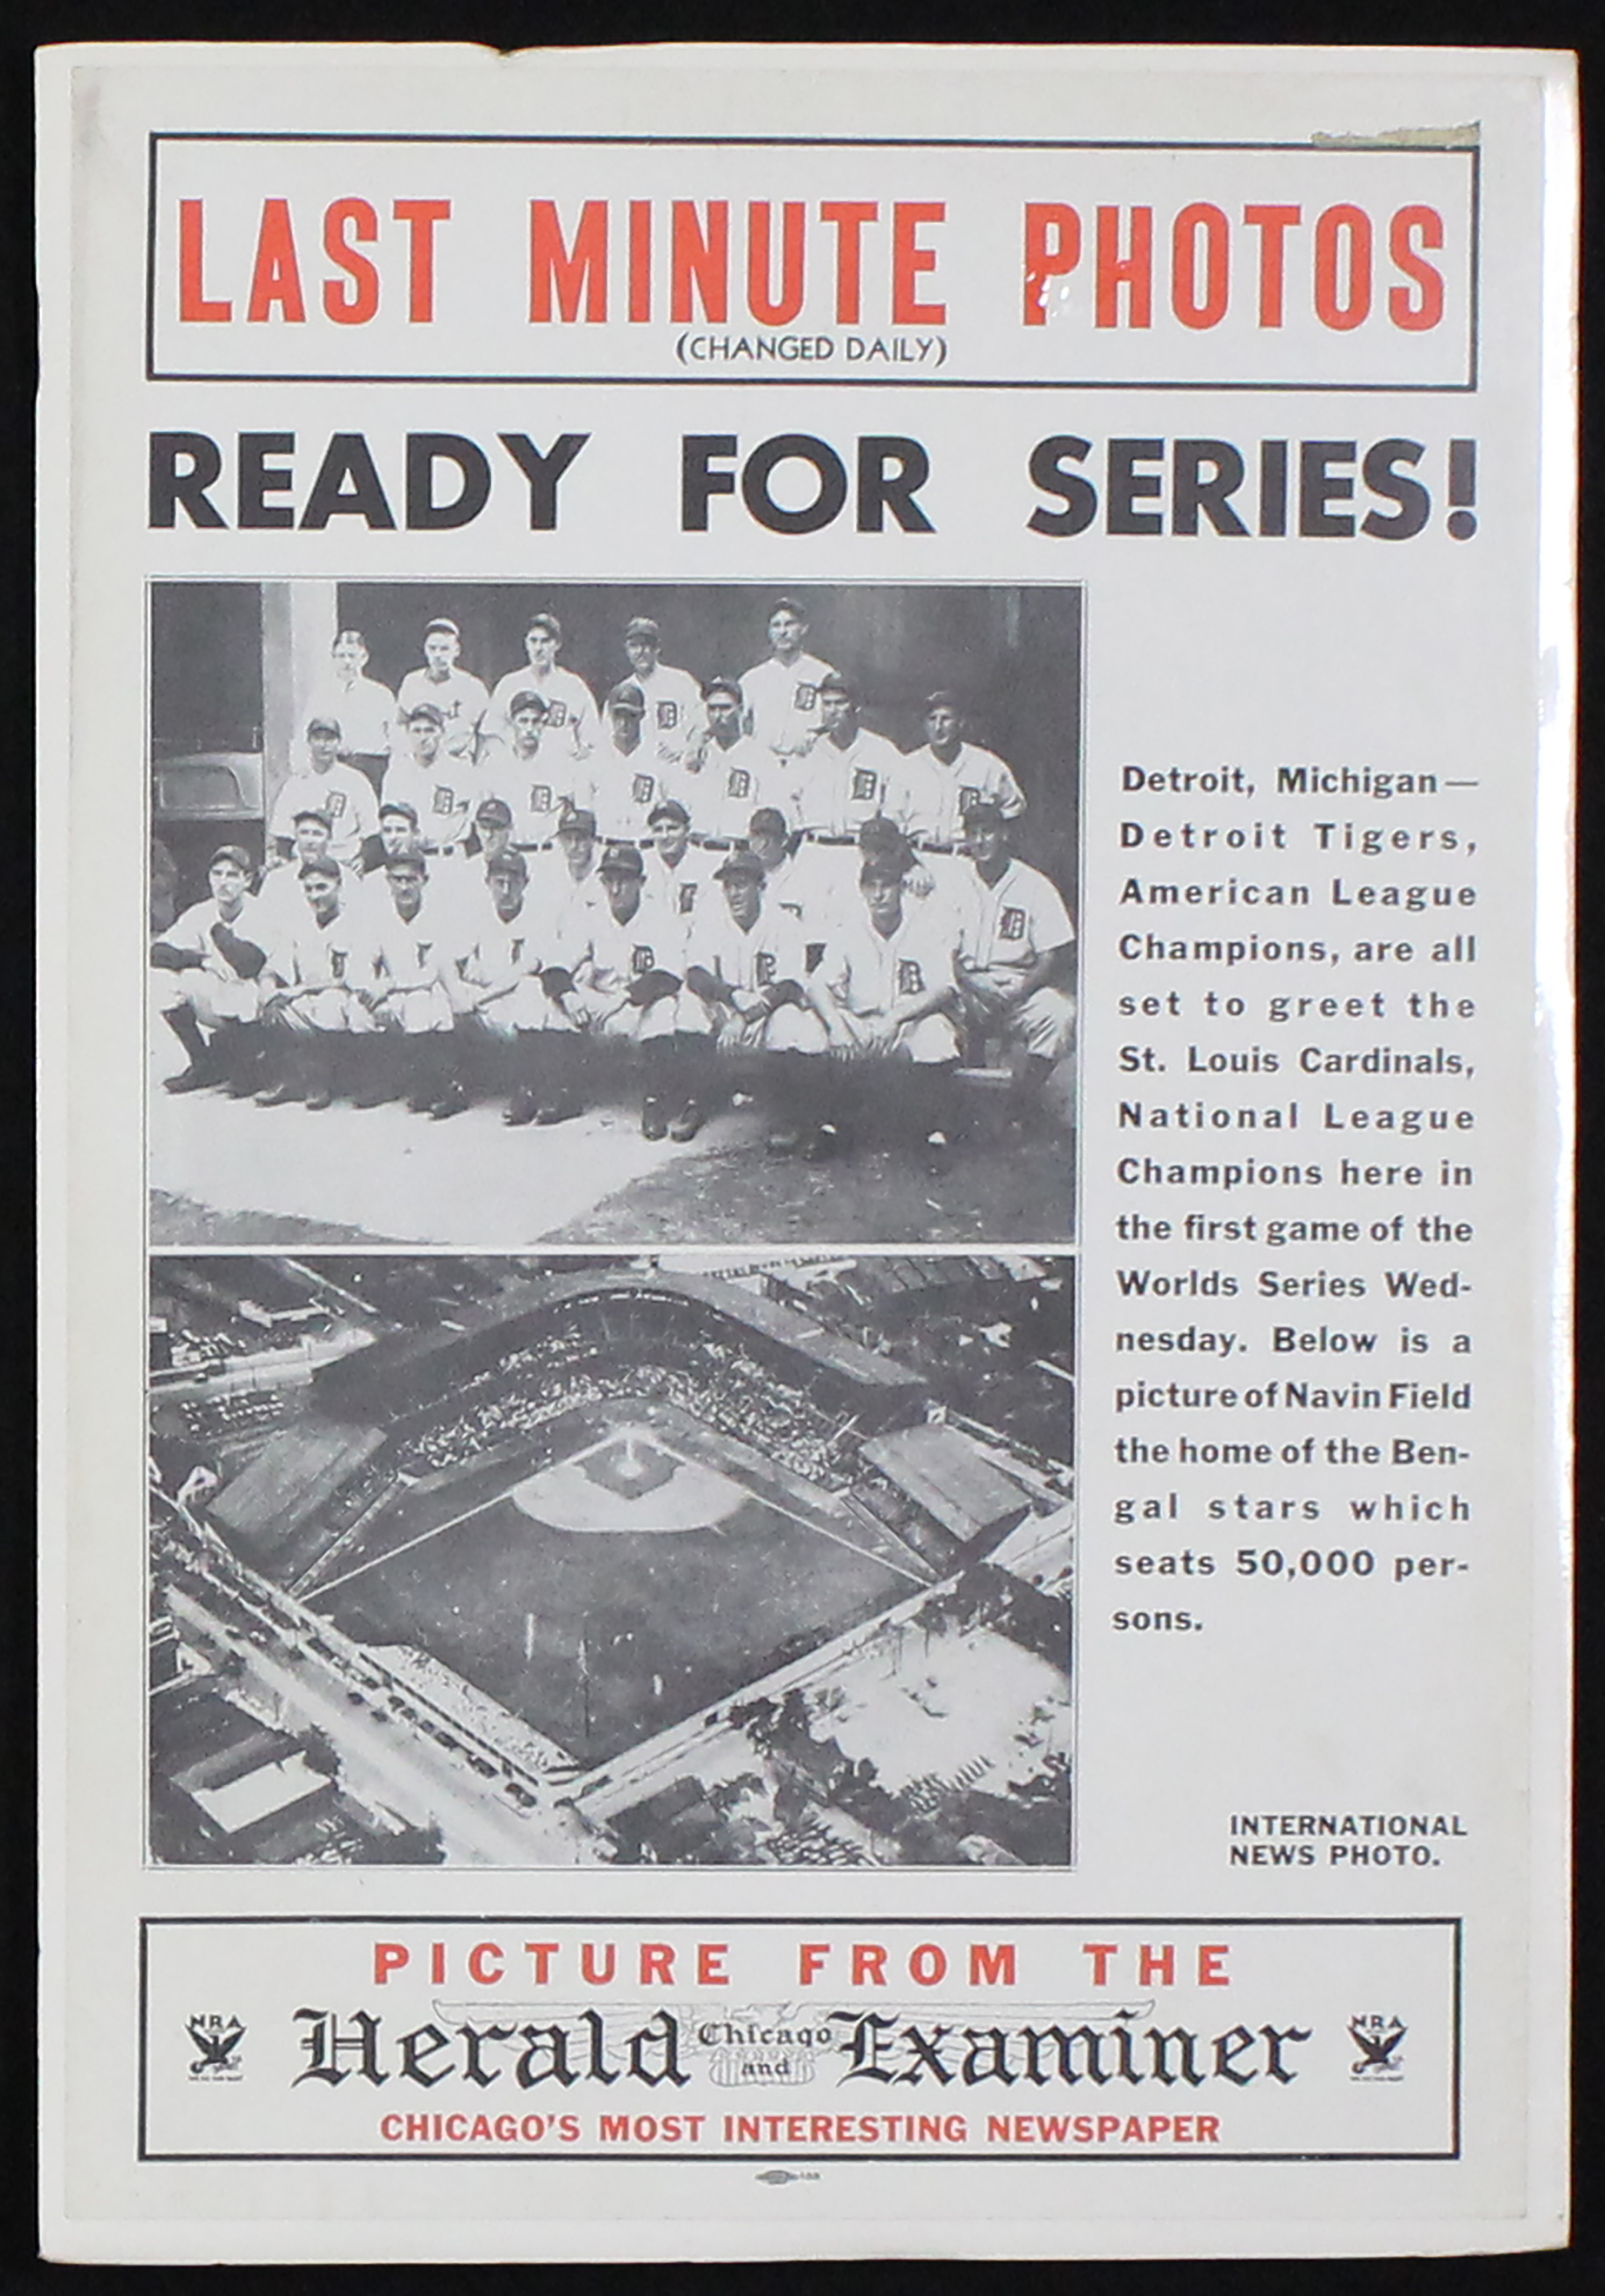 LAST MINUTE PHOTOS
(CHANGED DAILY)
READY FOR SERIES!
Detroit, Michigan—
Detroit Tigers,
American League
Champions, are all
set to greet the
St. Louis Cardinals,
National League
Champions here in
the first game of the
Worlds Series Wed-
nesday. Below is a
picture of Navin Field
the home of the Ben-
gal stars which
seats 50,000 per-
sons.
INTERNATIONAL
NEWS PHOTO.
PICTURE FROM THE
NRA
Herald Chicago and Examiner
NRA
CHICAGO'S MOST INTERESTING NEWSPAPER